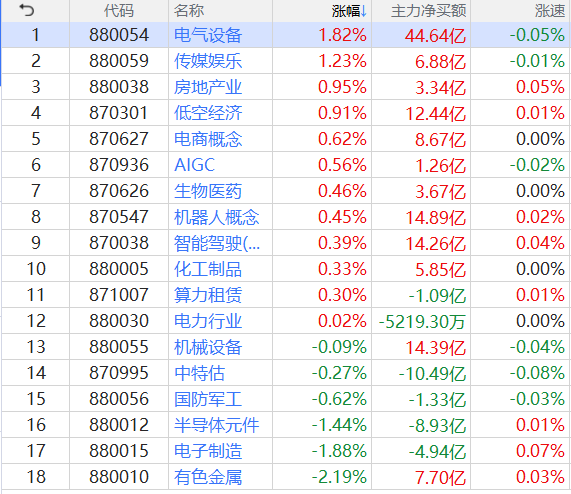 代码 名称 涨幅↓ 主力净买额 涨速
1 880054 电气设备 1.82% 44.64亿 -0.05%
2 880059 传媒娱乐 1.23% 6.88亿 -0.01%
3 880038 房地产业 0.95% 3.34亿 0.05%
4 870301 低空经济 0.91% 12.44亿 0.01%
5 870627 电商概念 0.62% 8.67亿 0.00%
6 870936 AIGC 0.56% 1.26亿 -0.02%
7 870626 生物医药 0.46% 3.67亿 0.00%
8 870547 机器人概念 0.45% 14.89亿 0.02%
9 870038 智能驾驶(... 0.39% 14.26亿 0.04%
10 880005 化工制品 0.33% 5.85亿 0.00%
11 871007 算力租赁 0.30% -1.09亿 0.01%
12 880030 电力行业 0.02% -5219.30万 0.00%
13 880055 机械设备 -0.09% 14.39亿 -0.04%
14 870995 中特估 -0.27% -10.49亿 -0.08%
15 880056 国防军工 -0.62% -1.33亿 -0.03%
16 880012 半导体元件 -1.44% -8.93亿 0.01%
17 880015 电子制造 -1.88% -4.94亿 0.07%
18 880010 有色金属 -2.19% 7.70亿 0.03%